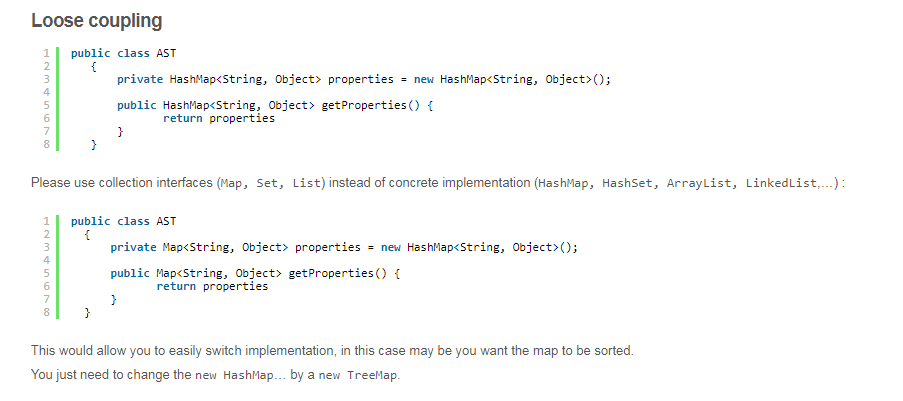 Loose coupling
1 public class AST
2 {
3 private HashMap<String, Object> properties = new HashMap<String, Object>();
4
5 public HashMap<String, Object> getProperties() {
6 return properties
7 }
8 }
Please use collection interfaces (Map, Set, List) instead of concrete implementation (HashMap, HashSet, ArrayList, LinkedList,...) :
1 public class AST
2 {
3 private Map<String, Object> properties = new HashMap<String, Object>();
4
5 public Map<String, Object> getProperties() {
6 return properties
7 }
8 }
This would allow you to easily switch implementation, in this case may be you want the map to be sorted.
You just need to change the new HashMap... by a new TreeMap.